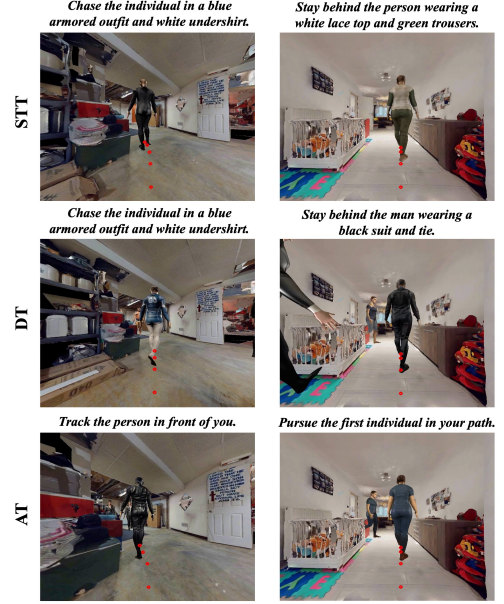 Chase the individual in a blue
armored outfit and white undershirt.
Stay behind the person wearing a
white lace top and green trousers.
STT
Chase the individual in a blue
armored outfit and white undershirt.
Stay behind the man wearing a
black suit and tie.
DT
Track the person in front of you.
Pursue the first individual in your path.
AT